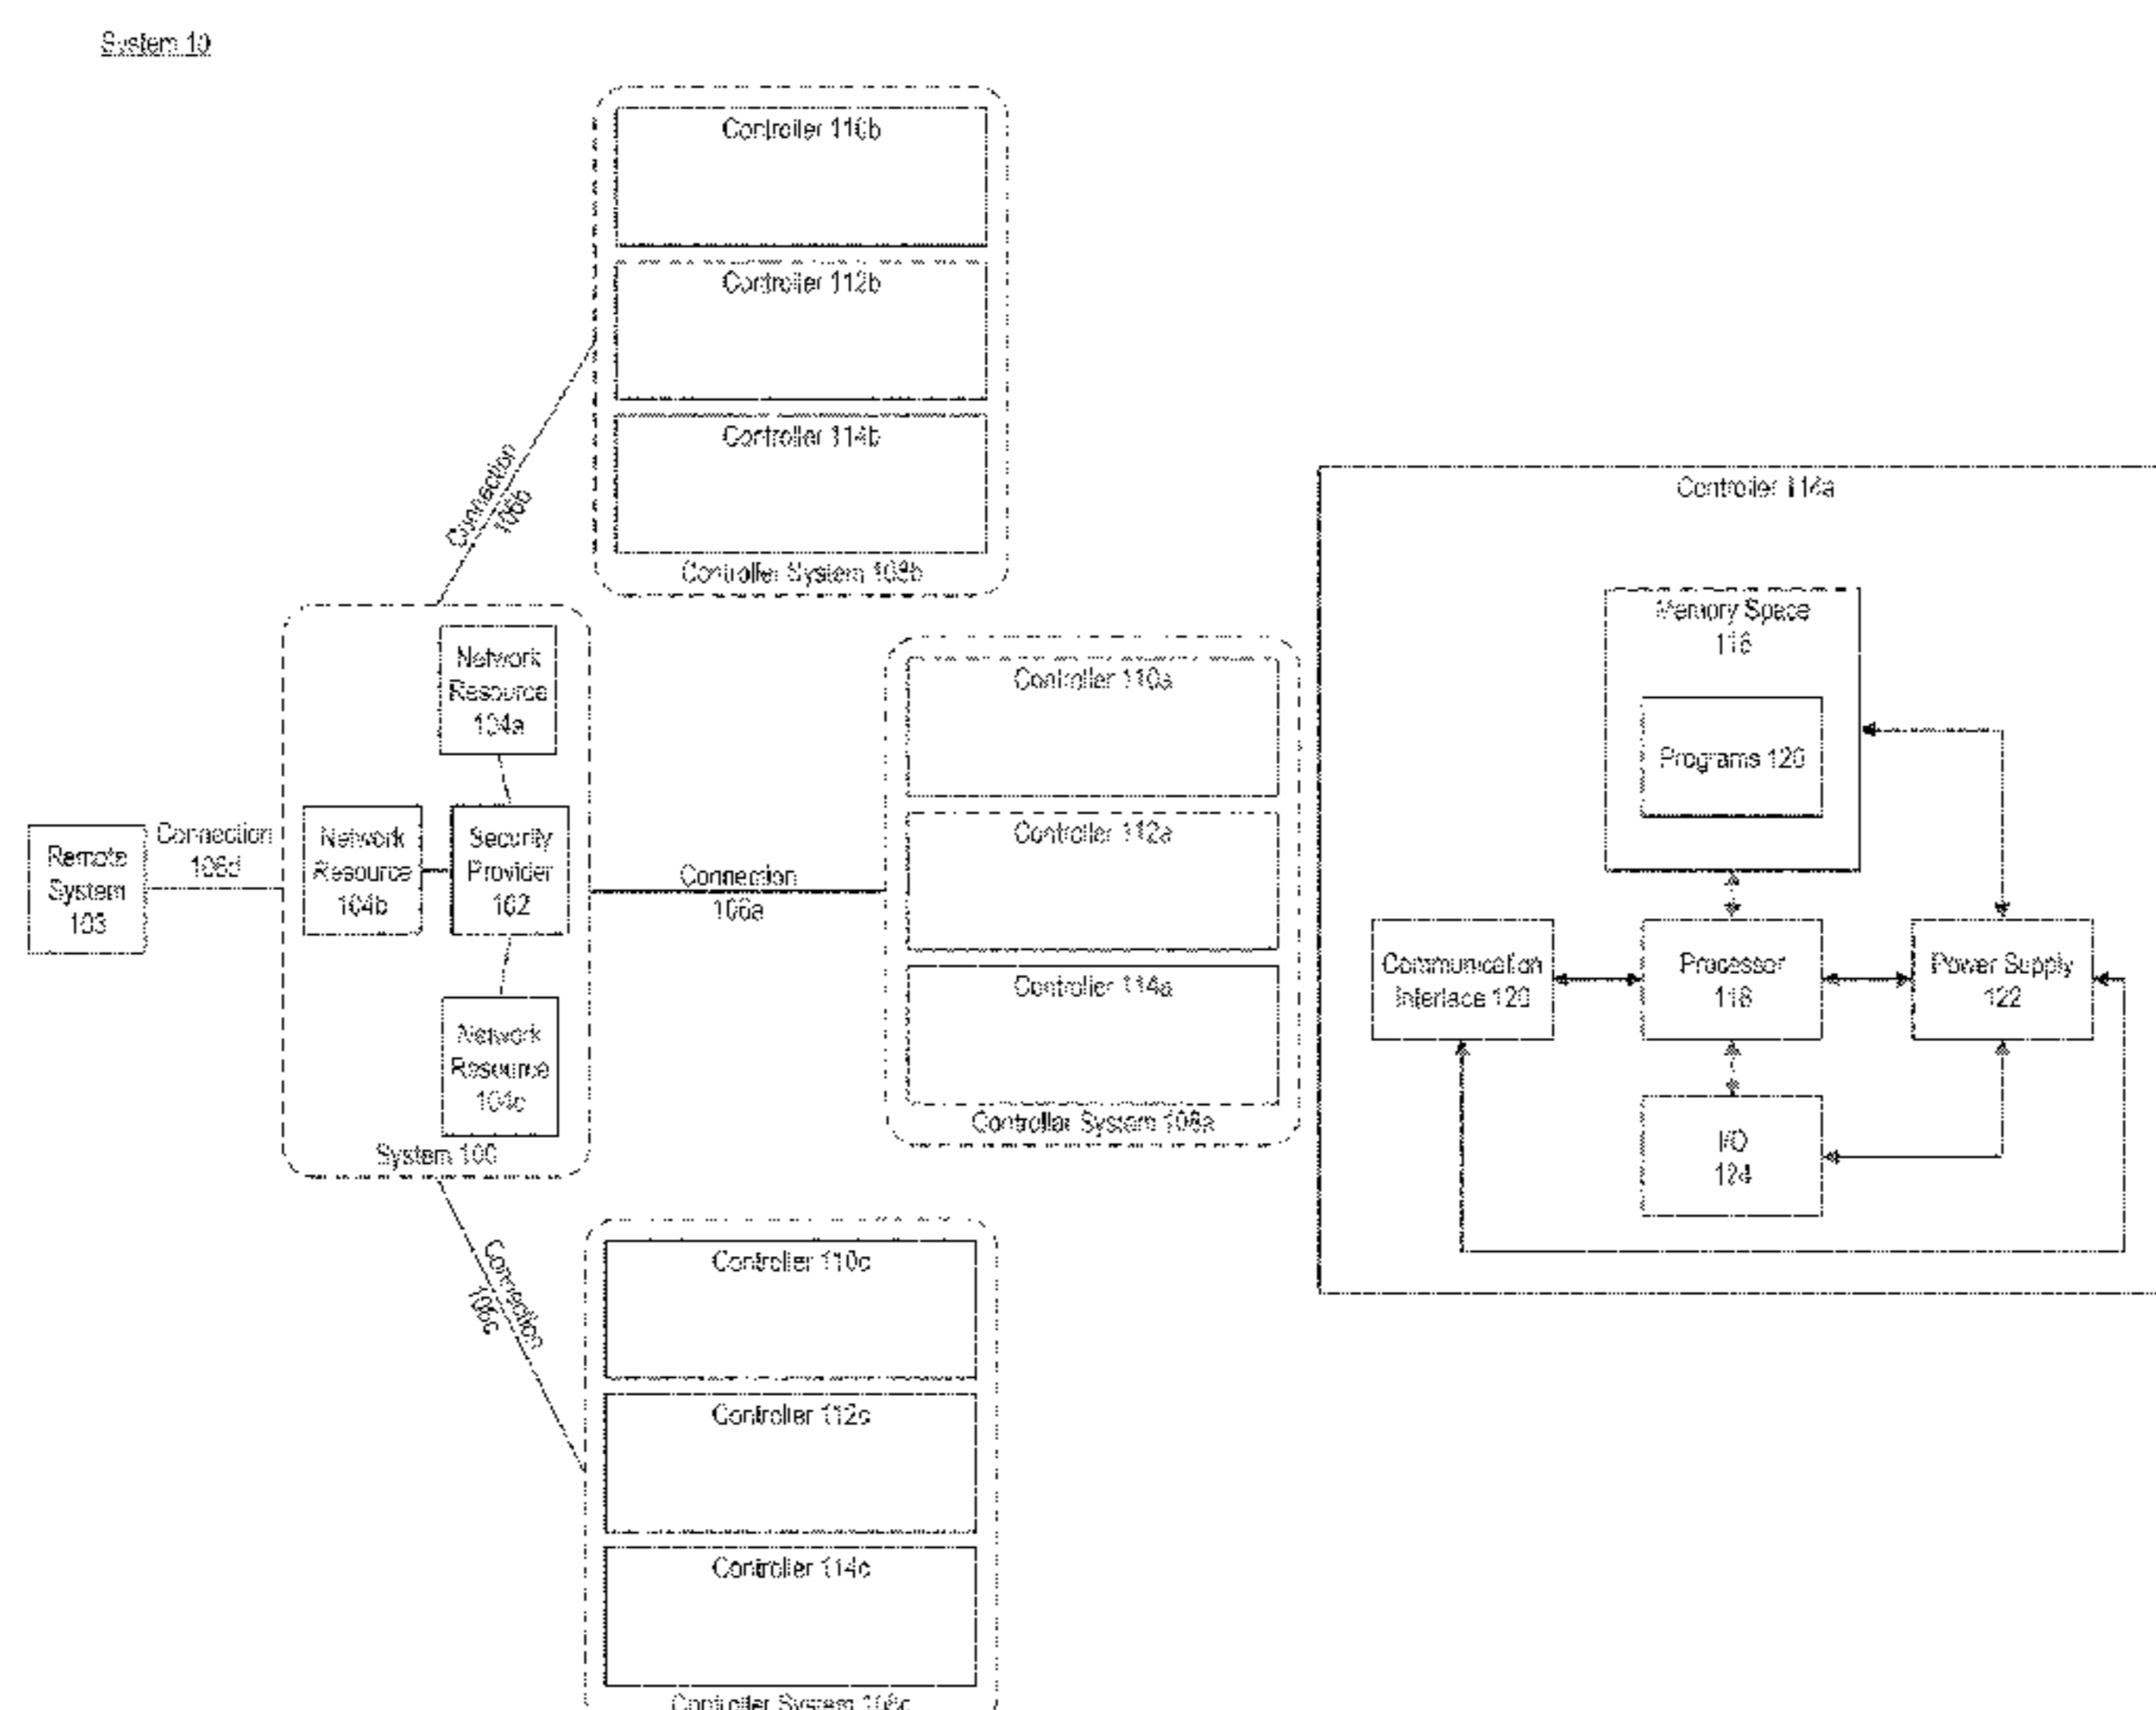 System 10
Controller 110b
Controller 112b
Controller 114b
Controller System 108b
Connection
106b
Network
Resource
104a
Network
Resource
104b
Security
Provider
102
Network
Resource
104c
System 100
Remote
System
103
Connection
106d
Connection
106a
Controller 110a
Controller 112a
Controller 114a
Controller System 108a
Connection
106c
Controller 110c
Controller 112c
Controller 114c
Controller System 108c
Controller 114a
Memory Space
116
Programs 120
Communication
Interface 120
Processor
118
Power Supply
122
I/O
124